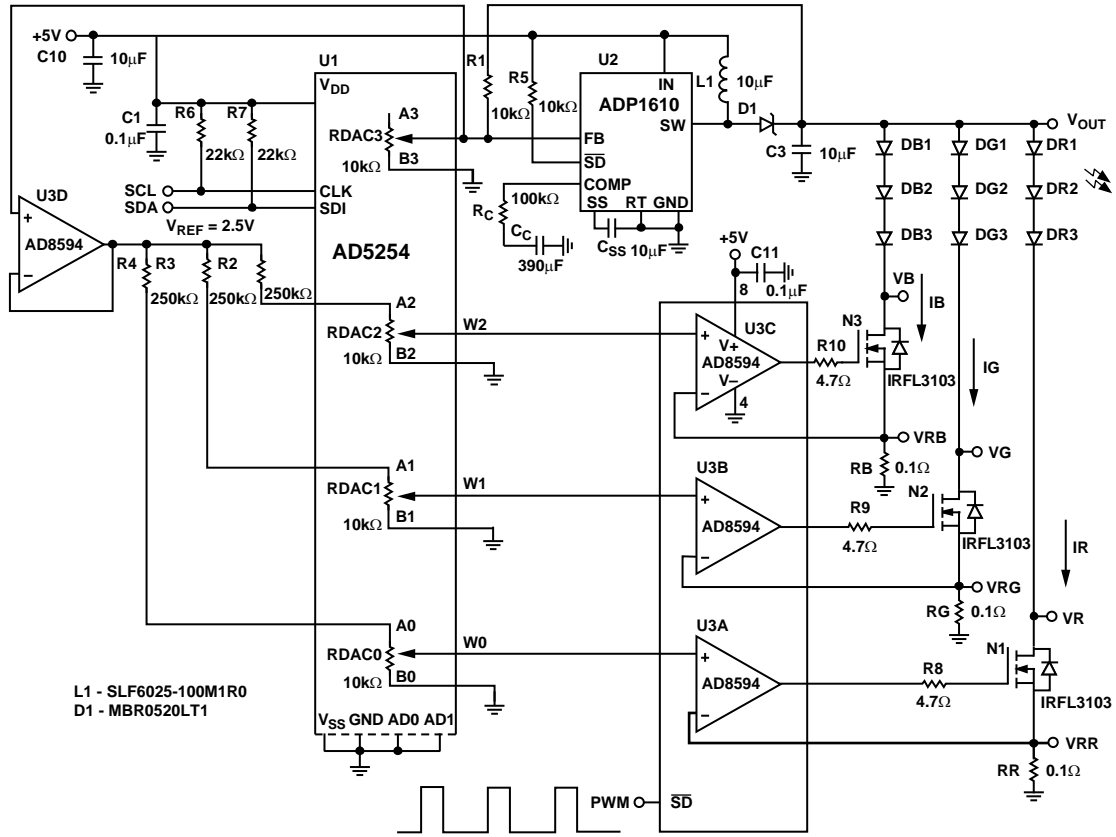 +5V
C10
10μF
C1
0.1μF
R6
R7
22kΩ
22kΩ
SCL
SDA
U3D
+
AD8594
−
VREF = 2.5V
R4
R3
R2
250kΩ
250kΩ
250kΩ
U1
VDD
A3
RDAC3
10kΩ
B3
CLK
SDI
AD5254
A2
RDAC2
10kΩ
B2
A1
RDAC1
10kΩ
B1
A0
RDAC0
10kΩ
B0
VSS GND AD0 AD1
W2
W1
W0
R1
10kΩ
R5
10kΩ
U2
IN
ADP1610
SW
FB
SD
COMP
SS
RT
GND
100kΩ
RC
CC
390μF
CSS 10μF
L1
10μF
D1
C3
10μF
VOUT
DB1
DG1
DR1
DB2
DG2
DR2
DB3
DG3
DR3
+5V
C11
0.1μF
8
U3C
+
V+
AD8594
V−
−
4
R10
4.7Ω
VB
IB
N3
IRFL3103
VRB
RB
0.1Ω
IG
VG
U3B
+
AD8594
−
R9
4.7Ω
N2
IRFL3103
VRG
RG
0.1Ω
IR
VR
U3A
+
AD8594
−
R8
4.7Ω
N1
IRFL3103
VRR
RR
0.1Ω
PWM
SD
L1 - SLF6025-100M1R0
D1 - MBR0520LT1